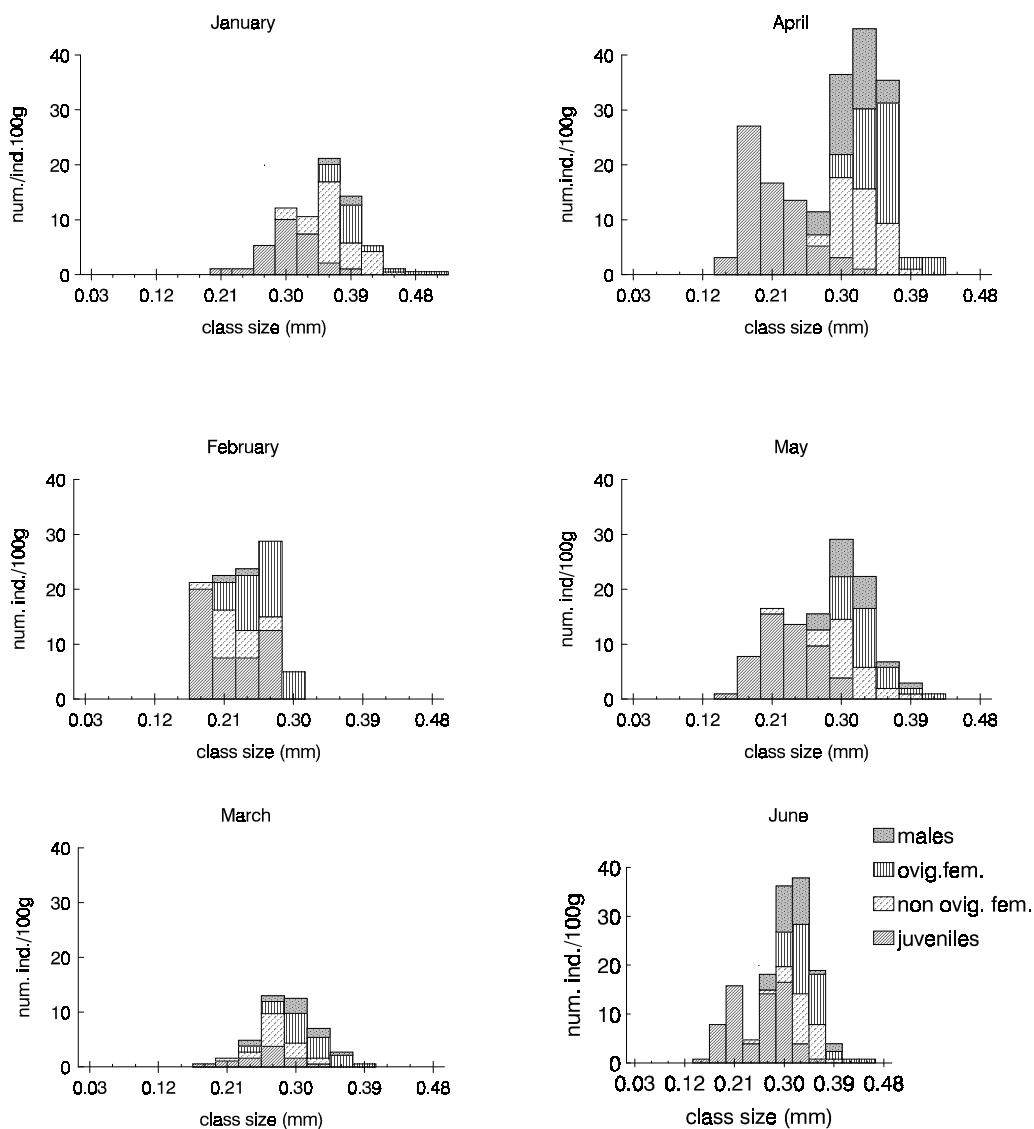 January
num./ind.100g
40
30
20
10
0
0.03 0.12 0.21 0.30 0.39 0.48
class size (mm)
April
num.ind./100g
40
30
20
10
0
0.03 0.12 0.21 0.30 0.39 0.48
class size (mm)
February
num. ind./100g
40
30
20
10
0
0.03 0.12 0.21 0.30 0.39 0.48
class size (mm)
May
num. ind/100g
40
30
20
10
0
0.03 0.12 0.21 0.30 0.39 0.48
class size (mm)
March
num. ind./100g
40
30
20
10
0
0.03 0.12 0.21 0.30 0.39 0.48
class size (mm)
June
num. ind./100g
40
30
20
10
0
0.03 0.12 0.21 0.30 0.39 0.48
class size (mm)
males
ovig.fem.
non ovig. fem.
juveniles